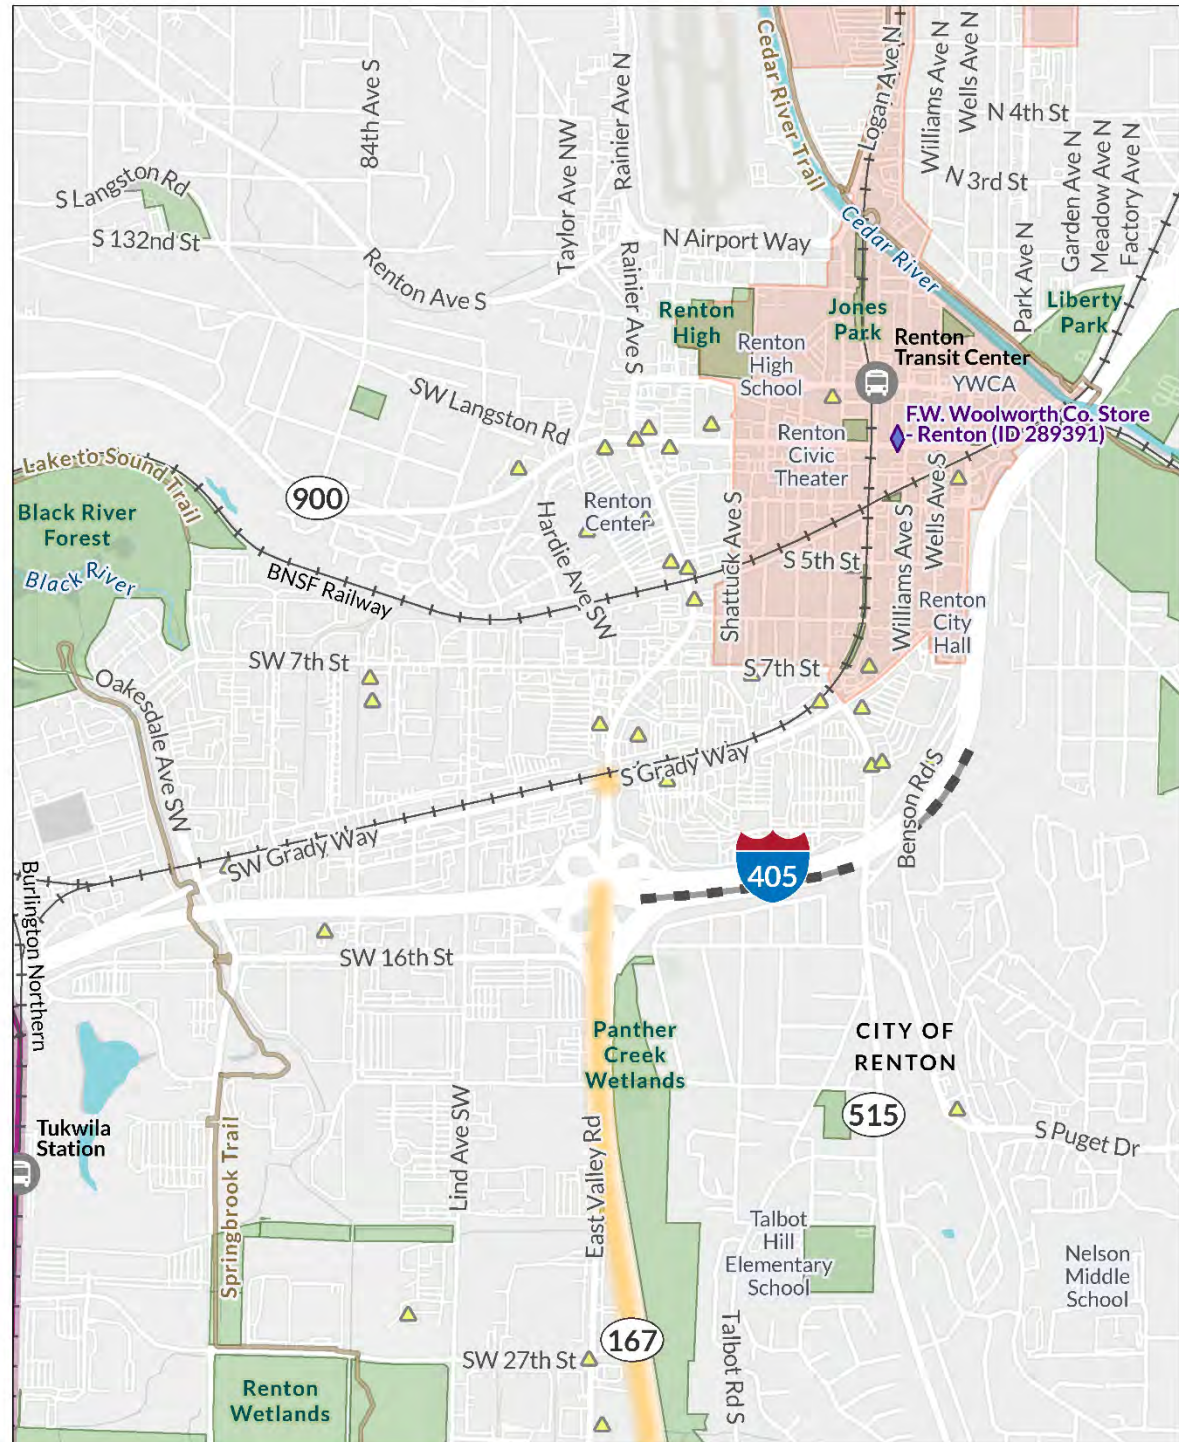 Cedar River Trail
Logan Ave N
Williams Ave N
Wells Ave N
N 4th St
84th Ave S
Taylor Ave NW
Rainier Ave N
Garden Ave N
Meadow Ave N
Factory Ave N
N 3rd St
S Langston Rd
S 132nd St
N Airport Way
Cedar River
Park Ave N
Renton Ave S
Rainier Ave S
Renton
High
Jones
Park
Liberty
Park
Renton
High
School
Renton
Transit Center
YWCA
SW Langston Rd
F.W. Woolworth Co. Store
- Renton (ID 289391)
Renton
Civic
Theater
Lake to Sound Trail
900
Renton
Center
Black River
Forest
Hardie Ave SW
Shattuck Ave S
Wells Ave S
Williams Ave S
S 5th St
Black River
BNSF Railway
Renton
City
Hall
SW 7th St
S 7th St
Oakesdale Ave SW
S Grady Way
Benson Rd S
SW Grady Way
405
Burlington Northern
SW 16th St
Panther
Creek
Wetlands
CITY OF
RENTON
515
Tukwila
Station
S Puget Dr
Lind Ave SW
East Valley Rd
Springbrook Trail
Talbot
Hill
Elementary
School
Nelson
Middle
School
167
Talbot Rd S
SW 27th St
Renton
Wetlands